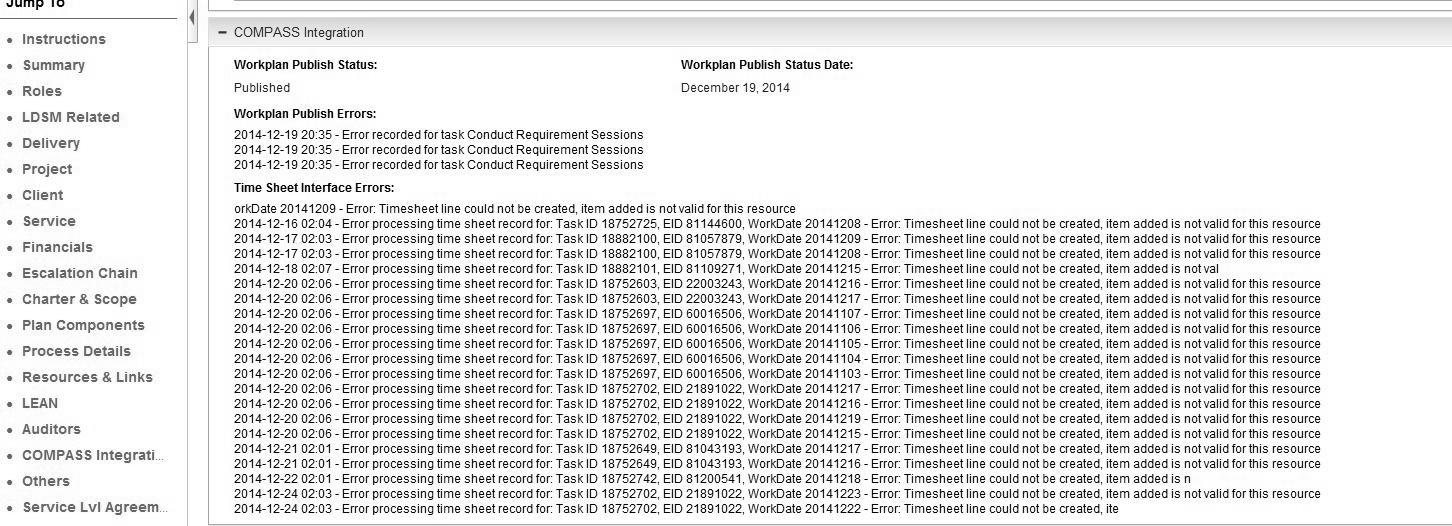 Jump To
Instructions
Summary
Roles
LDSM Related
Delivery
Project
Client
Service
Financials
Escalation Chain
Charter & Scope
Plan Components
Process Details
Resources & Links
LEAN
Auditors
COMPASS Integrati...
Others
Service Lvl Agreem...
COMPASS Integration
Workplan Publish Status: Workplan Publish Status Date:
Published December 19, 2014
Workplan Publish Errors:
2014-12-19 20:35 - Error recorded for task Conduct Requirement Sessions
2014-12-19 20:35 - Error recorded for task Conduct Requirement Sessions
2014-12-19 20:35 - Error recorded for task Conduct Requirement Sessions
Time Sheet Interface Errors:
orkDate 20141209 - Error: Timesheet line could not be created, item added is not valid for this resource
2014-12-16 02:04 - Error processing time sheet record for: Task ID 18752725, EID 81144600, WorkDate 20141208 - Error: Timesheet line could not be created, item added is not valid for this resource
2014-12-17 02:03 - Error processing time sheet record for: Task ID 18882100, EID 81057879, WorkDate 20141209 - Error: Timesheet line could not be created, item added is not valid for this resource
2014-12-17 02:03 - Error processing time sheet record for: Task ID 18882100, EID 81057879, WorkDate 20141208 - Error: Timesheet line could not be created, item added is not valid for this resource
2014-12-18 02:07 - Error processing time sheet record for: Task ID 18882101, EID 81109271, WorkDate 20141215 - Error: Timesheet line could not be created, item added is not val
2014-12-20 02:06 - Error processing time sheet record for: Task ID 18752603, EID 22003243, WorkDate 20141216 - Error: Timesheet line could not be created, item added is not valid for this resource
2014-12-20 02:06 - Error processing time sheet record for: Task ID 18752603, EID 22003243, WorkDate 20141217 - Error: Timesheet line could not be created, item added is not valid for this resource
2014-12-20 02:06 - Error processing time sheet record for: Task ID 18752697, EID 60016506, WorkDate 20141107 - Error: Timesheet line could not be created, item added is not valid for this resource
2014-12-20 02:06 - Error processing time sheet record for: Task ID 18752697, EID 60016506, WorkDate 20141106 - Error: Timesheet line could not be created, item added is not valid for this resource
2014-12-20 02:06 - Error processing time sheet record for: Task ID 18752697, EID 60016506, WorkDate 20141105 - Error: Timesheet line could not be created, item added is not valid for this resource
2014-12-20 02:06 - Error processing time sheet record for: Task ID 18752697, EID 60016506, WorkDate 20141104 - Error: Timesheet line could not be created, item added is not valid for this resource
2014-12-20 02:06 - Error processing time sheet record for: Task ID 18752697, EID 60016506, WorkDate 20141103 - Error: Timesheet line could not be created, item added is not valid for this resource
2014-12-20 02:06 - Error processing time sheet record for: Task ID 18752702, EID 21891022, WorkDate 20141217 - Error: Timesheet line could not be created, item added is not valid for this resource
2014-12-20 02:06 - Error processing time sheet record for: Task ID 18752702, EID 21891022, WorkDate 20141216 - Error: Timesheet line could not be created, item added is not valid for this resource
2014-12-20 02:06 - Error processing time sheet record for: Task ID 18752702, EID 21891022, WorkDate 20141219 - Error: Timesheet line could not be created, item added is not valid for this resource
2014-12-20 02:06 - Error processing time sheet record for: Task ID 18752702, EID 21891022, WorkDate 20141215 - Error: Timesheet line could not be created, item added is not valid for this resource
2014-12-21 02:01 - Error processing time sheet record for: Task ID 18752649, EID 81043193, WorkDate 20141217 - Error: Timesheet line could not be created, item added is not valid for this resource
2014-12-21 02:01 - Error processing time sheet record for: Task ID 18752649, EID 81043193, WorkDate 20141216 - Error: Timesheet line could not be created, item added is not valid for this resource
2014-12-22 02:01 - Error processing time sheet record for: Task ID 18752742, EID 81200541, WorkDate 20141218 - Error: Timesheet line could not be created, item added is n
2014-12-24 02:03 - Error processing time sheet record for: Task ID 18752702, EID 21891022, WorkDate 20141223 - Error: Timesheet line could not be created, item added is not valid for this resource
2014-12-24 02:03 - Error processing time sheet record for: Task ID 18752702, EID 21891022, WorkDate 20141222 - Error: Timesheet line could not be created, ite